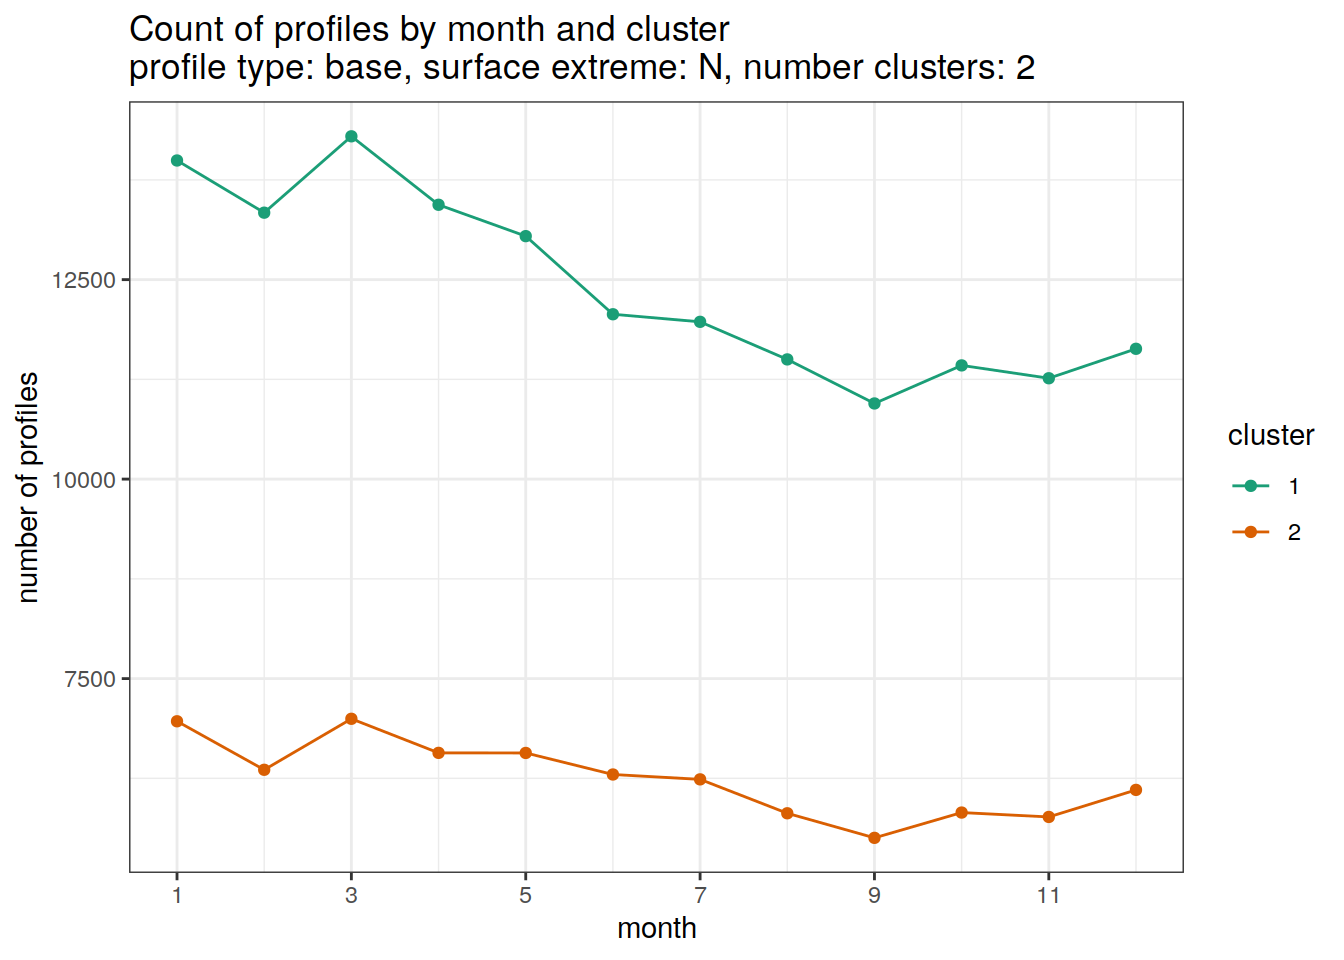 Count of profiles by month and cluster
profile type: base, surface extreme: N, number clusters: 2
12500
10000
7500
number of profiles
1 3 5 7 9 11
month
cluster
1
2